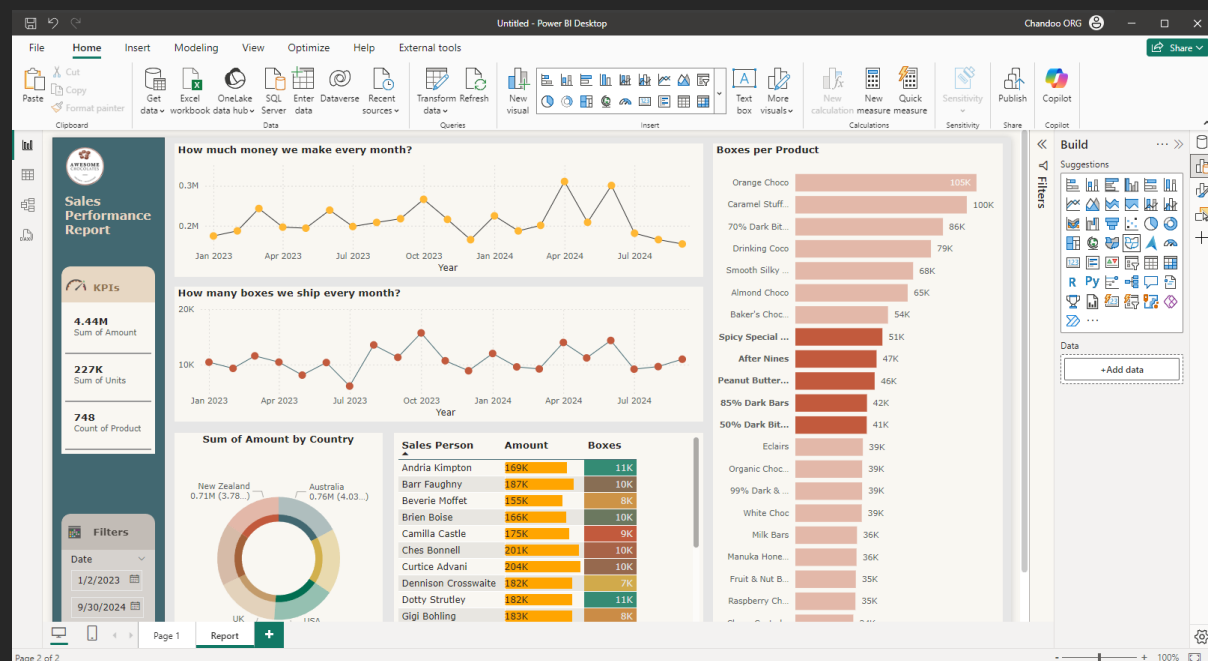 Untitled - Power BI Desktop
Chandoo ORG
File Home Insert Modeling View Optimize Help External tools
Share
Paste
Cut
Copy
Format painter
Clipboard
Get data
Excel workbook
OneLake data hub
SQL Server
Enter data
Dataverse
Recent sources
Data
Transform data
Refresh
Queries
New visual
Text box
More visuals
Insert
New calculation
New measure
Quick measure
Calculations
Sensitivity
Sensitivity
Publish
Share
Copilot
Copilot
AWESOME
CHOCOLATES
Sales
Performance
Report
KPIs
4.44M
Sum of Amount
227K
Sum of Units
748
Count of Product
Filters
Date
1/2/2023
9/30/2024
How much money we make every month?
0.3M
0.2M
Jan 2023 Apr 2023 Jul 2023 Oct 2023 Jan 2024 Apr 2024 Jul 2024
Year
How many boxes we ship every month?
20K
10K
Jan 2023 Apr 2023 Jul 2023 Oct 2023 Jan 2024 Apr 2024 Jul 2024
Year
Sum of Amount by Country
New Zealand
0.71M (3.78...)
Australia
0.76M (4.03...)
UK
USA
Sales Person Amount Boxes
Andria Kimpton 169K 11K
Barr Faughny 187K 10K
Beverie Moffet 155K 8K
Brien Boise 166K 10K
Camilla Castle 175K 9K
Ches Bonnell 201K 10K
Curtice Advani 204K 10K
Dennison Crosswaite 182K 7K
Dotty Strutley 182K 11K
Gigi Bohling 183K 8K
Boxes per Product
Orange Choco 105K
Caramel Stuff... 100K
70% Dark Bit... 86K
Drinking Coco 79K
Smooth Silky ... 68K
Almond Choco 65K
Baker's Choc... 54K
Spicy Special ... 51K
After Nines 47K
Peanut Butter... 46K
85% Dark Bars 42K
50% Dark Bit... 41K
Eclairs 39K
Organic Choc... 39K
99% Dark & ... 39K
White Choc 39K
Milk Bars 36K
Manuka Hone... 36K
Fruit & Nut B... 35K
Raspberry Ch... 35K
Filters
Build
Suggestions
R Py
Data
+Add data
Page 1
Report
Page 2 of 2
100%